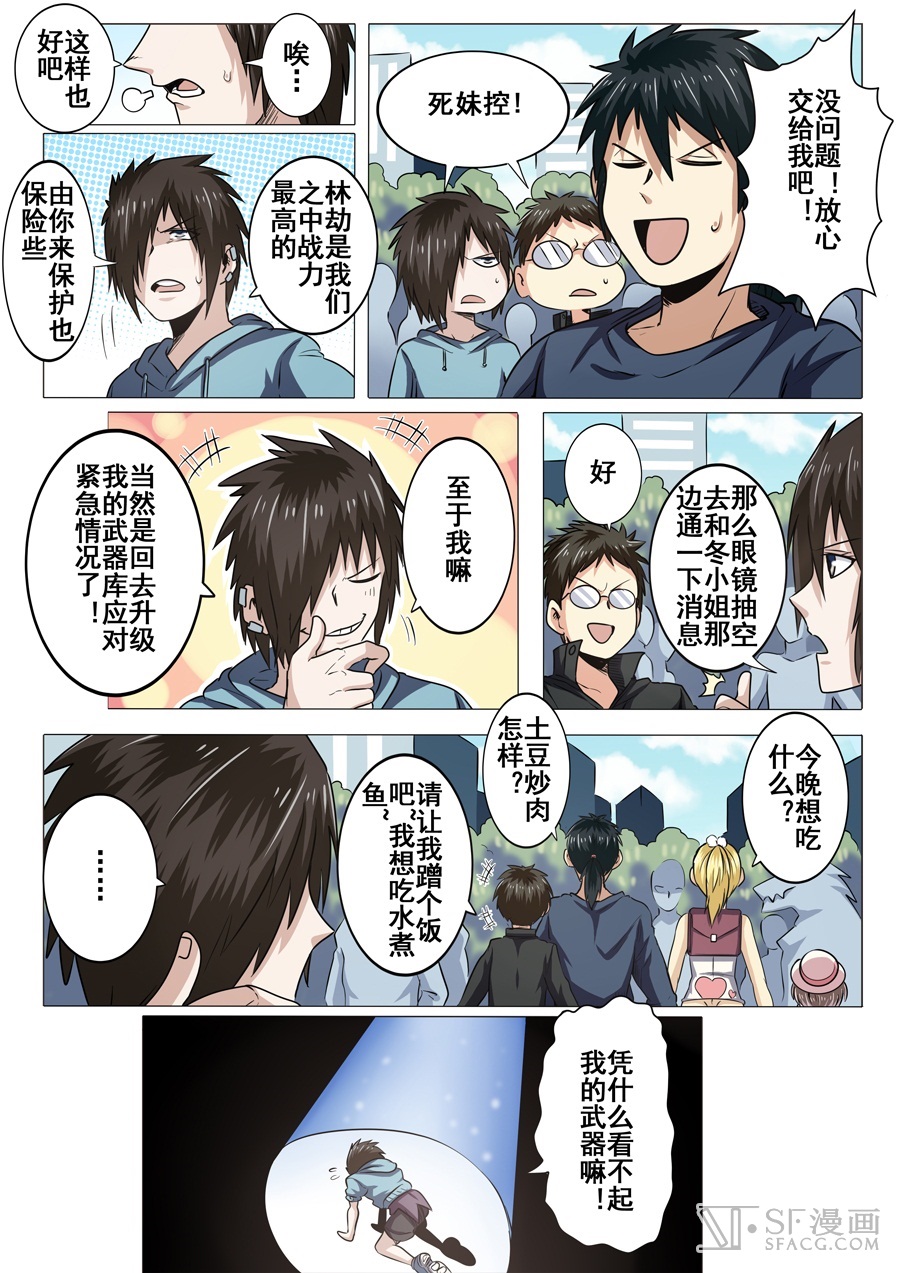 没问题！放心
交给我吧！
死妹控！
唉…
这样也
好吧
林劫是我们
之中战力
最高的
由你来保护也
保险些
那么眼镜抽空
去和冬小姐那
边通一下消息
好
至于我嘛
当然是回去升级
我的武器库应对
紧急情况了！
今晚想吃
什么？
土豆炒肉
怎样？
请让我蹭个饭
吧~我想吃水煮
鱼~
……
凭什么看不起
我的武器嘛！
SF漫画
SFACG.COM